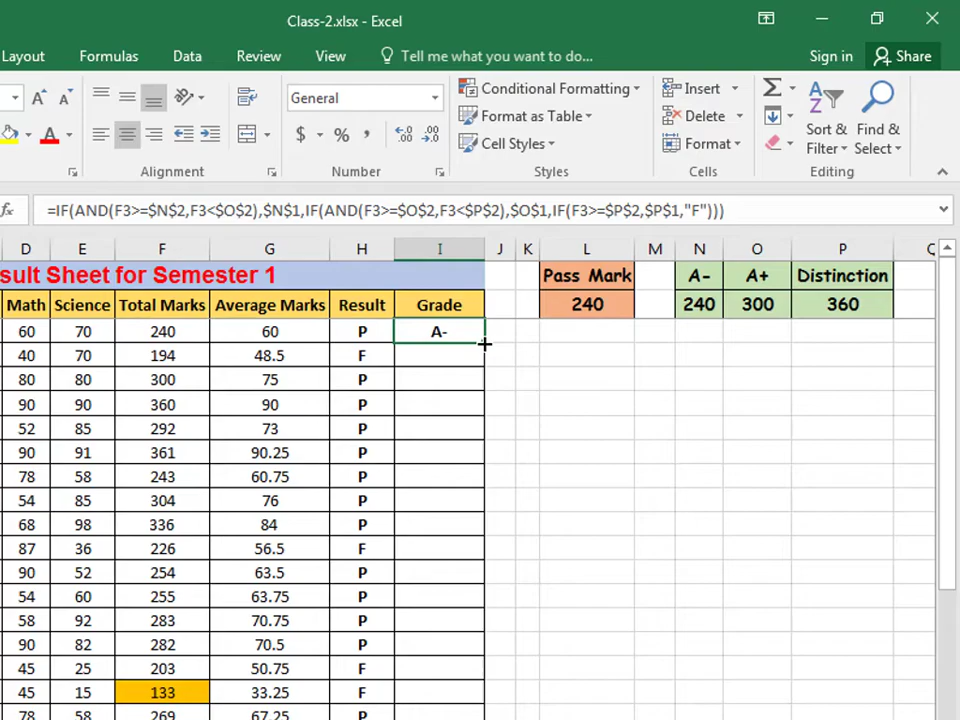 Class-2.xlsx - Excel
Layout Formulas Data Review View Tell me what you want to do... Sign in Share
General Conditional Formatting Insert
$ % , Format as Table Delete Sort & Find &
Cell Styles Format Filter Select
Alignment Number Styles Cells Editing
fx =IF(AND(F3>=$N$2,F3<$O$2),$N$1,IF(AND(F3>=$O$2,F3<$P$2),$O$1,IF(F3>=$P$2,$P$1,"F")))
D E F G H I J K L M N O P Q
sult Sheet for Semester 1 Pass Mark A- A+ Distinction
Math Science Total Marks Average Marks Result Grade 240 240 300 360
60 70 240 60 P A-
40 70 194 48.5 F
80 80 300 75 P
90 90 360 90 P
52 85 292 73 P
90 91 361 90.25 P
78 58 243 60.75 P
54 85 304 76 P
68 98 336 84 P
87 36 226 56.5 F
90 52 254 63.5 P
54 60 255 63.75 P
58 92 283 70.75 P
90 82 282 70.5 P
45 25 203 50.75 F
45 15 133 33.25 F
78 58 269 67.25 P